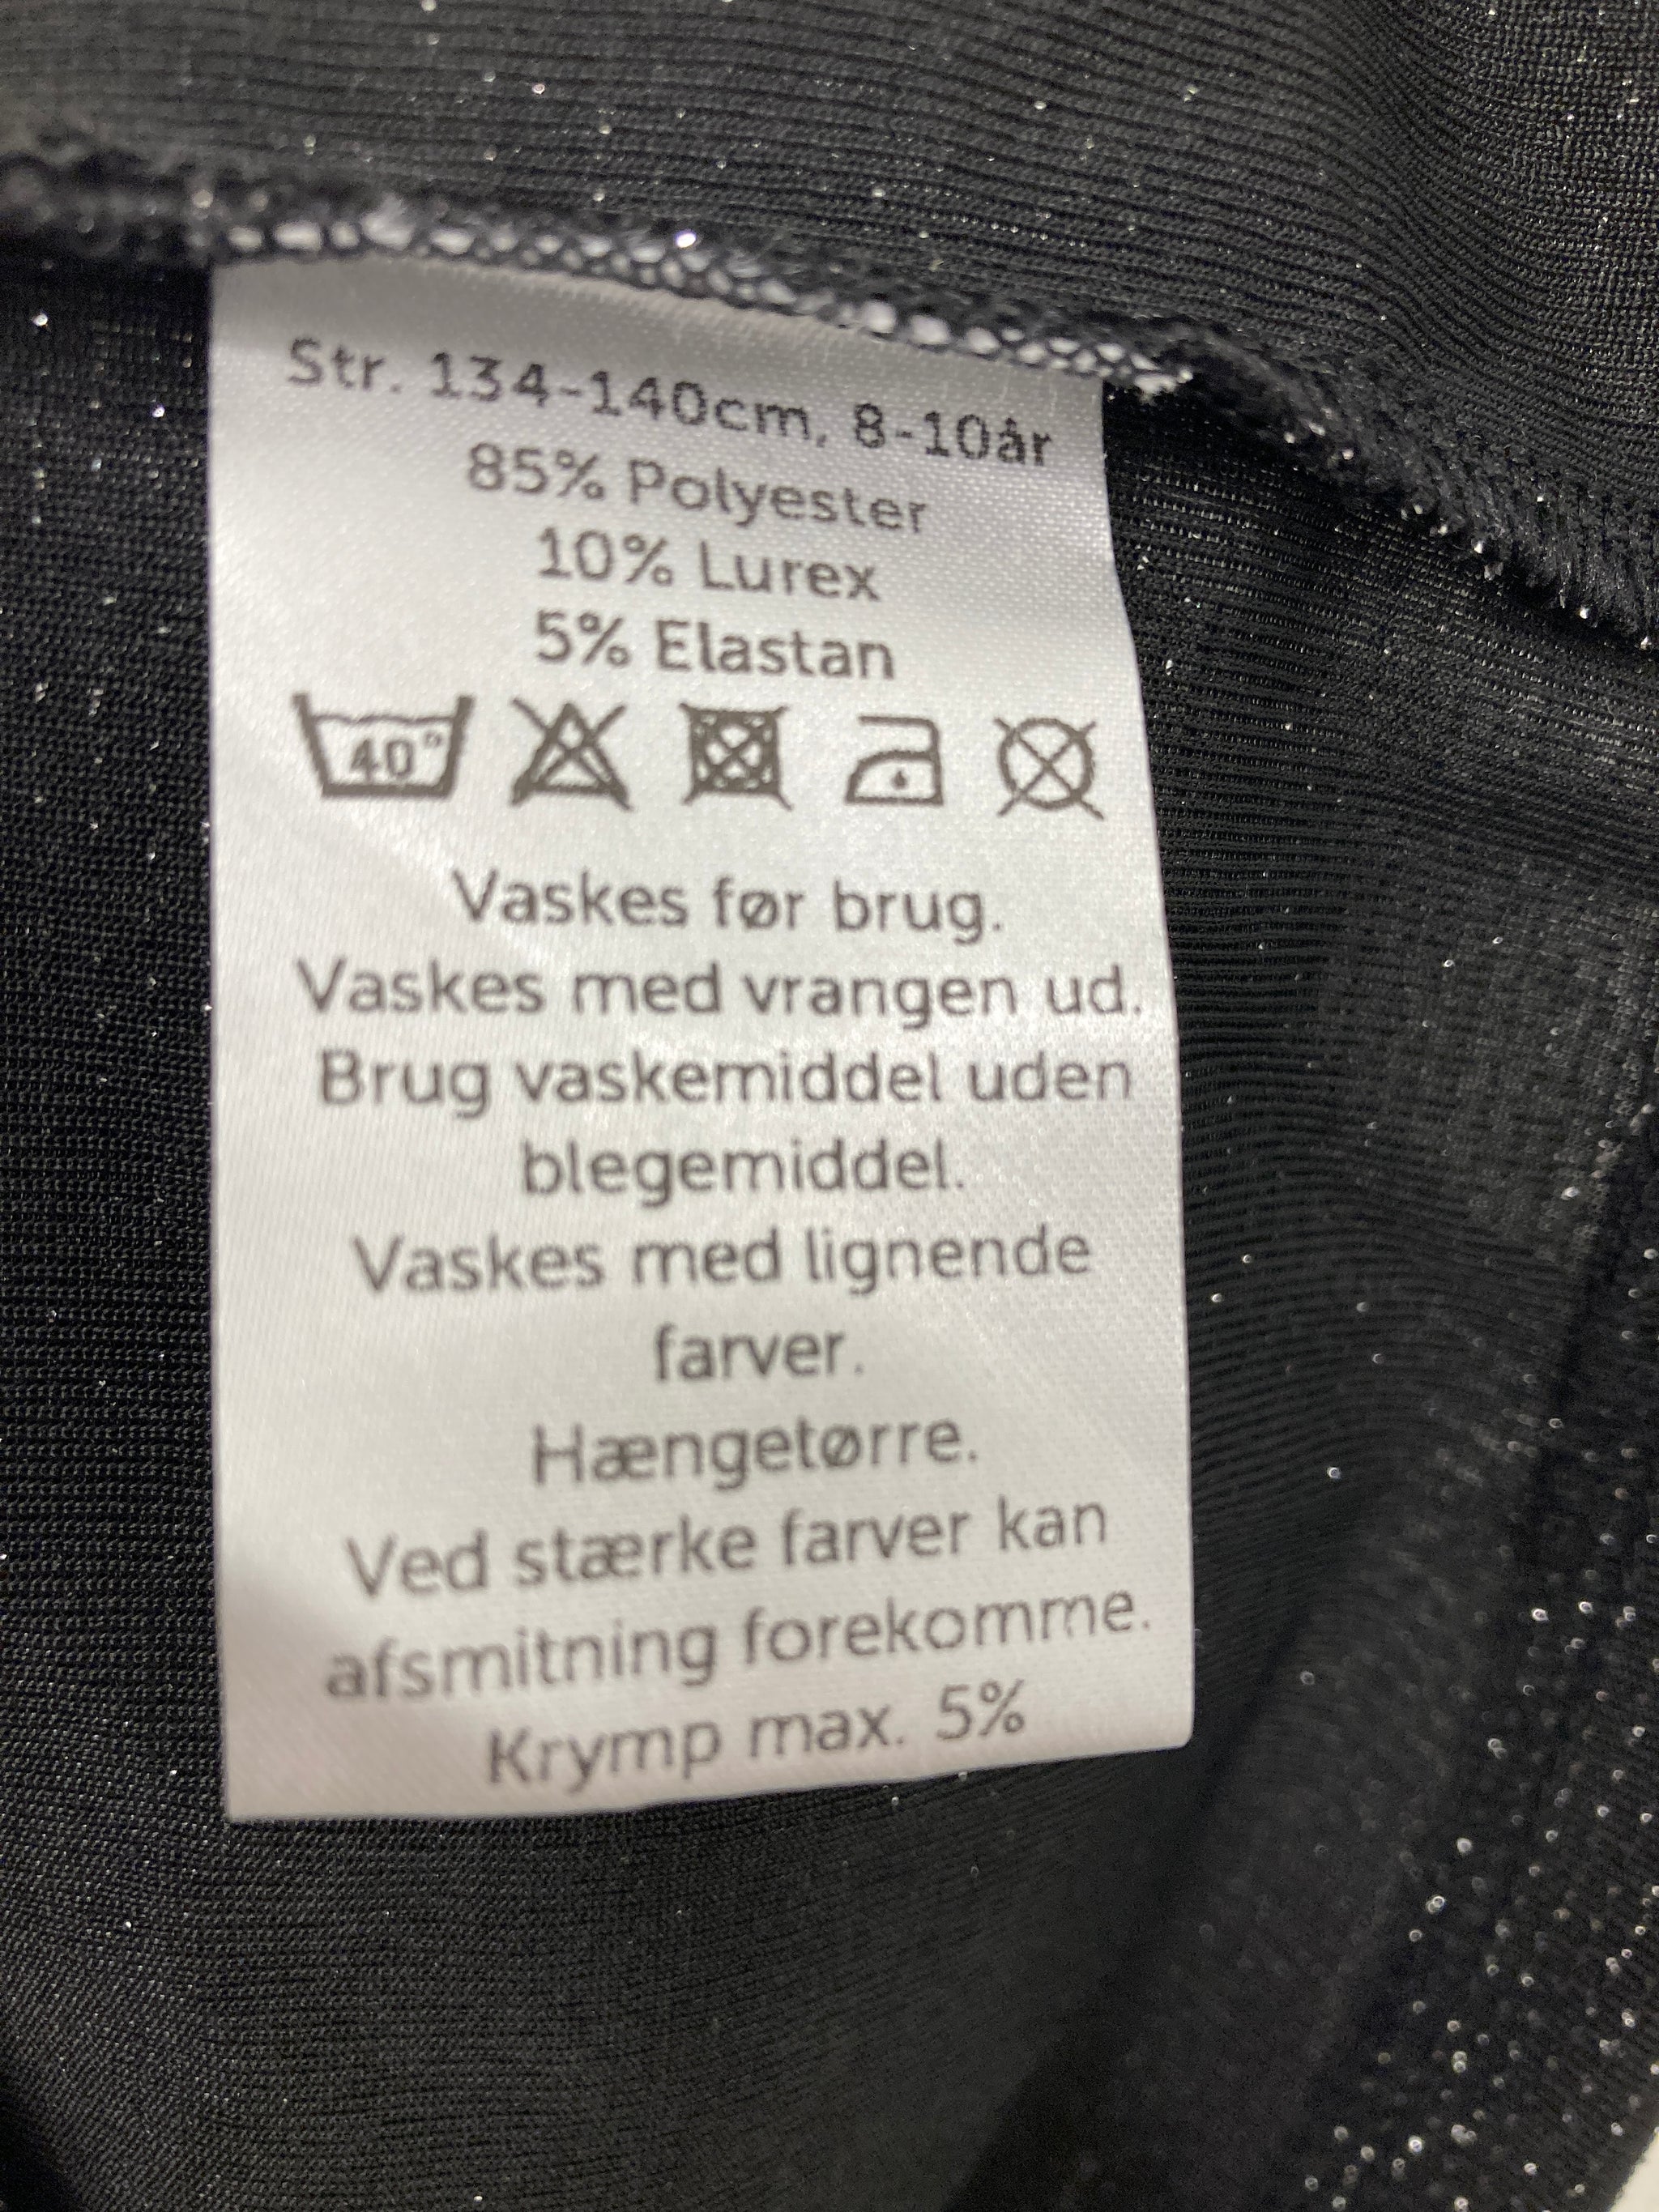 Str. 134-140cm, 8-10år
85% Polyester
10% Lurex
5% Elastan
40°
Vaskes før brug.
Vaskes med vrangen ud.
Brug vaskemiddel uden
blegemiddel.
Vaskes med lignende
farver.
Hængetørre.
Ved stærke farver kan
afsmitning forekomme.
Krymp max. 5%